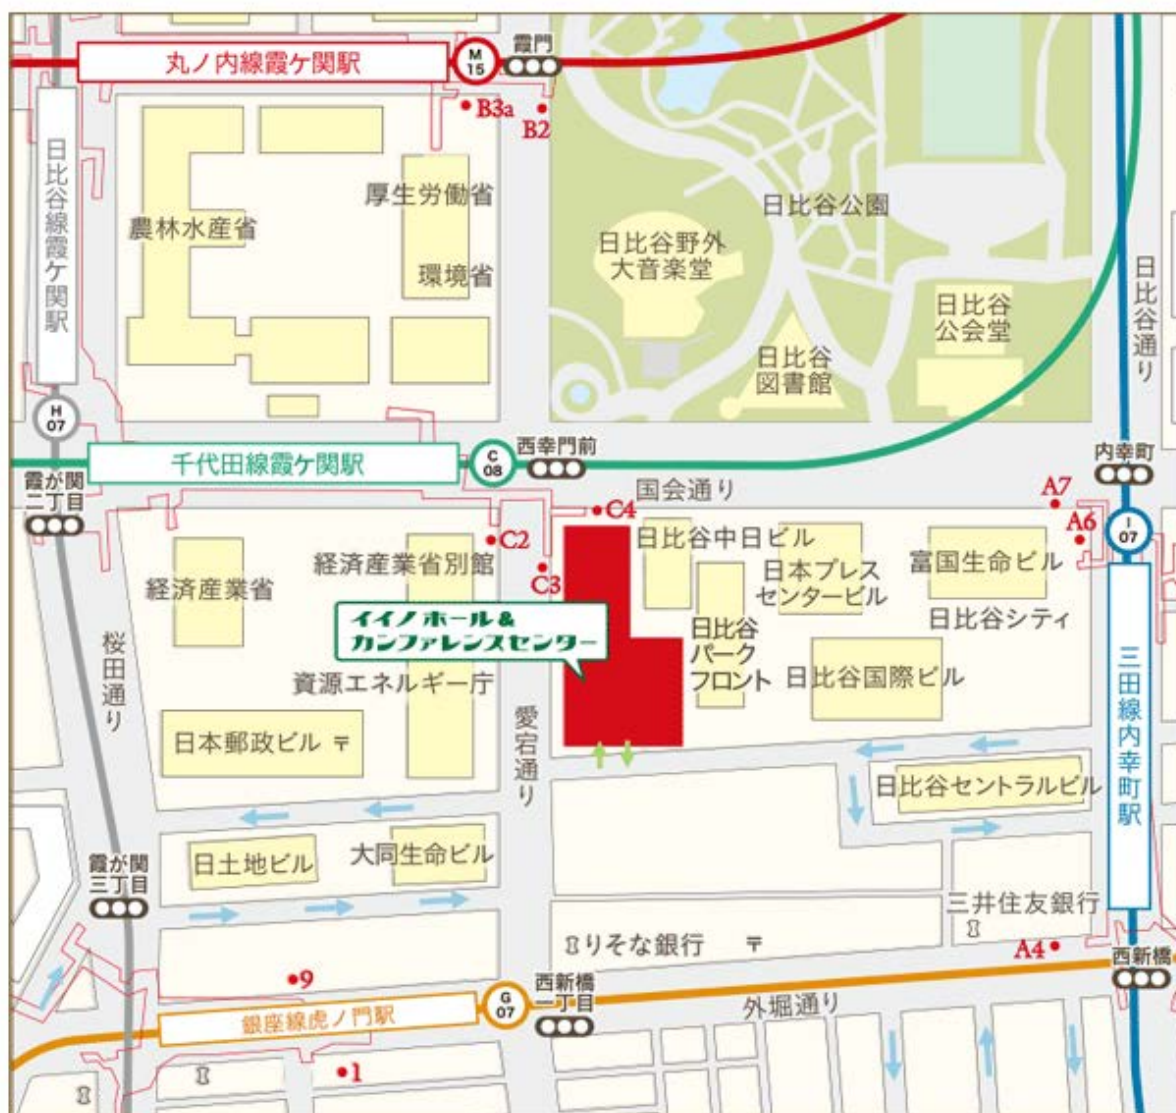 霞門
丸ノ内線霞ケ関駅
M
15
B3a
B2
日比谷線霞ケ関駅
厚生労働省
農林水産省
環境省
日比谷公園
日比谷野外
大音楽堂
日比谷通り
日比谷
公会堂
日比谷
図書館
H
07
千代田線霞ケ関駅
C
08
西幸門前
内幸町
霞が関
二丁目
国会通り
C4
A7
A6
I
07
C2
C3
経済産業省
経済産業省別館
日比谷中日ビル
日本プレス
センタービル
富国生命ビル
日比谷シティ
イイノホール&
カンファレンスセンター
日比谷
パーク
フロント
日比谷国際ビル
桜田通り
資源エネルギー庁
愛宕通り
三田線内幸町駅
日本郵政ビル 〒
日比谷セントラルビル
日土地ビル
大同生命ビル
霞が関
三丁目
三井住友銀行
りそな銀行 〒
A4
西新橋
9
西新橋
一丁目
G
07
銀座線虎ノ門駅
外堀通り
1